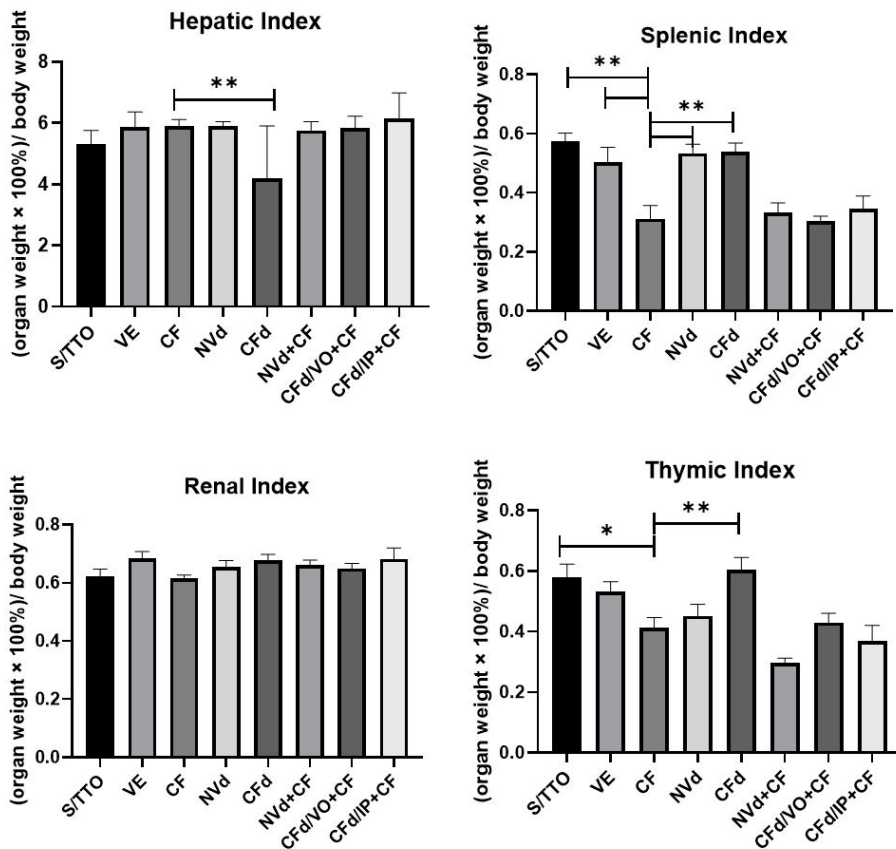 Hepatic Index
(organ weight × 100%)/ body weight
8
6
4
2
0
**
S/TTO
VE
CF
NVd
CFd
NVd+CF
CFd/VO+CF
CFd/IP+CF
Splenic Index
(organ weight × 100%)/ body weight
0.8
0.6
0.4
0.2
0.0
**
**
S/TTO
VE
CF
NVd
CFd
NVd+CF
CFd/VO+CF
CFd/IP+CF
Renal Index
(organ weight × 100%)/ body weight
0.8
0.6
0.4
0.2
0.0
S/TTO
VE
CF
NVd
CFd
NVd+CF
CFd/VO+CF
CFd/IP+CF
Thymic Index
(organ weight × 100%)/ body weight
0.8
0.6
0.4
0.2
0.0
*
**
S/TTO
VE
CF
NVd
CFd
NVd+CF
CFd/VO+CF
CFd/IP+CF